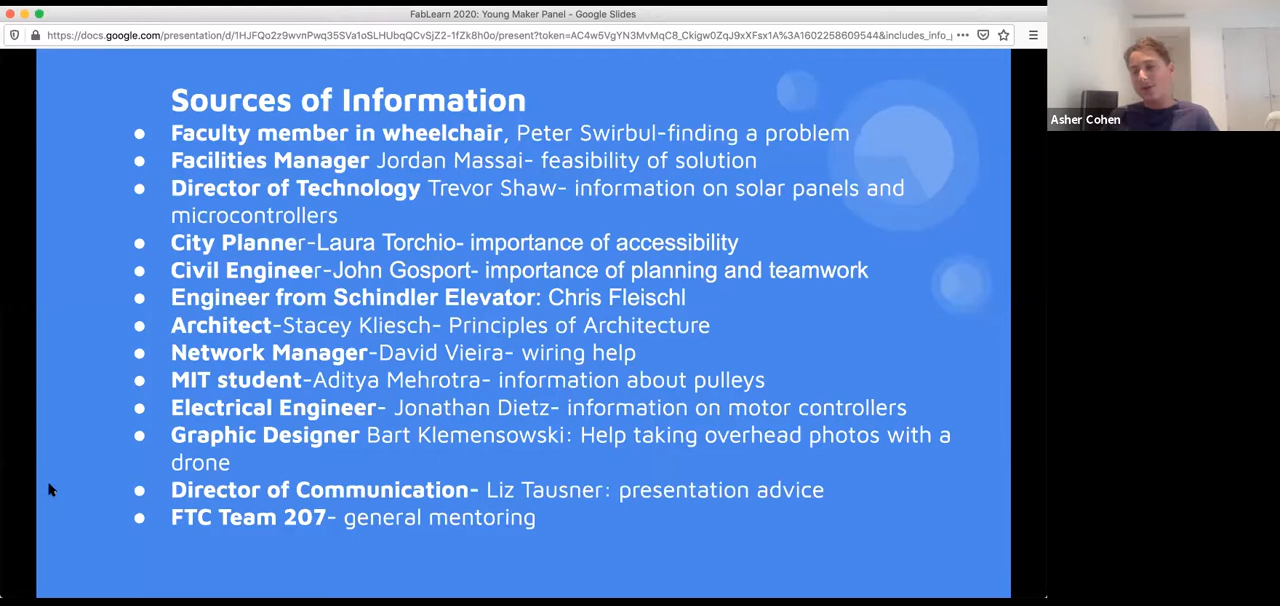 FabLearn 2020: Young Maker Panel - Google Slides
https://docs.google.com/presentation/d/1HJFQo2z9wvnPwq35SVa1oSLHUbqQCvSjZ2-1fZk8h0o/present?token=AC4w5VgYN3MvMqC8_Ckigw0ZqJ9xXFsx1A%3A1602258609544&includes_info_
Sources of Information
● Faculty member in wheelchair, Peter Swirbul-finding a problem
● Facilities Manager Jordan Massai- feasibility of solution
● Director of Technology Trevor Shaw- information on solar panels and
microcontrollers
● City Planner-Laura Torchio- importance of accessibility
● Civil Engineer-John Gosport- importance of planning and teamwork
● Engineer from Schindler Elevator: Chris Fleischl
● Architect-Stacey Kliesch- Principles of Architecture
● Network Manager-David Vieira- wiring help
● MIT student-Aditya Mehrotra- information about pulleys
● Electrical Engineer- Jonathan Dietz- information on motor controllers
● Graphic Designer Bart Klemensowski: Help taking overhead photos with a
drone
● Director of Communication- Liz Tausner: presentation advice
● FTC Team 207- general mentoring
Asher Cohen